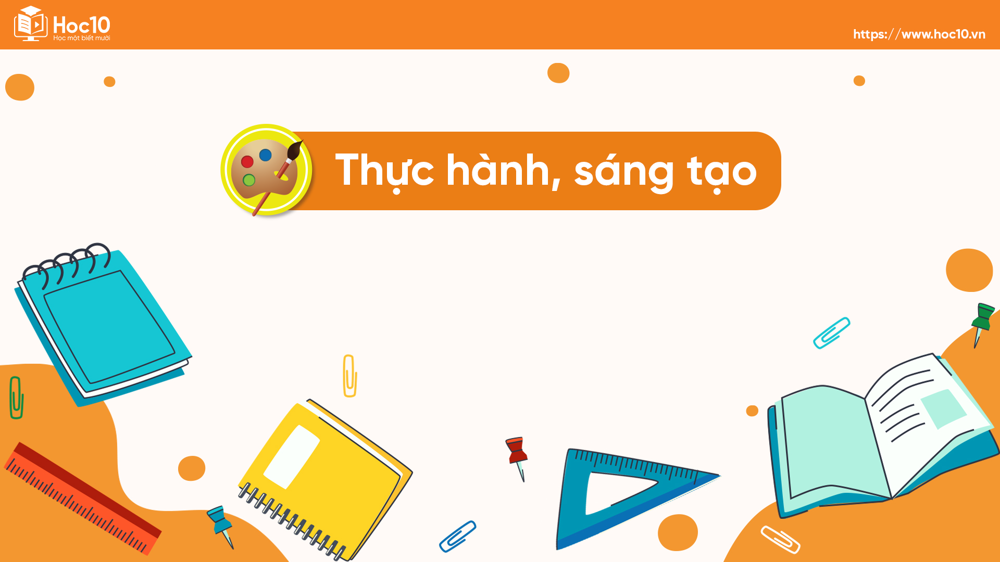 Hoc10
Học một biết mười
https://www.hoc10.vn
Thực hành, sáng tạo